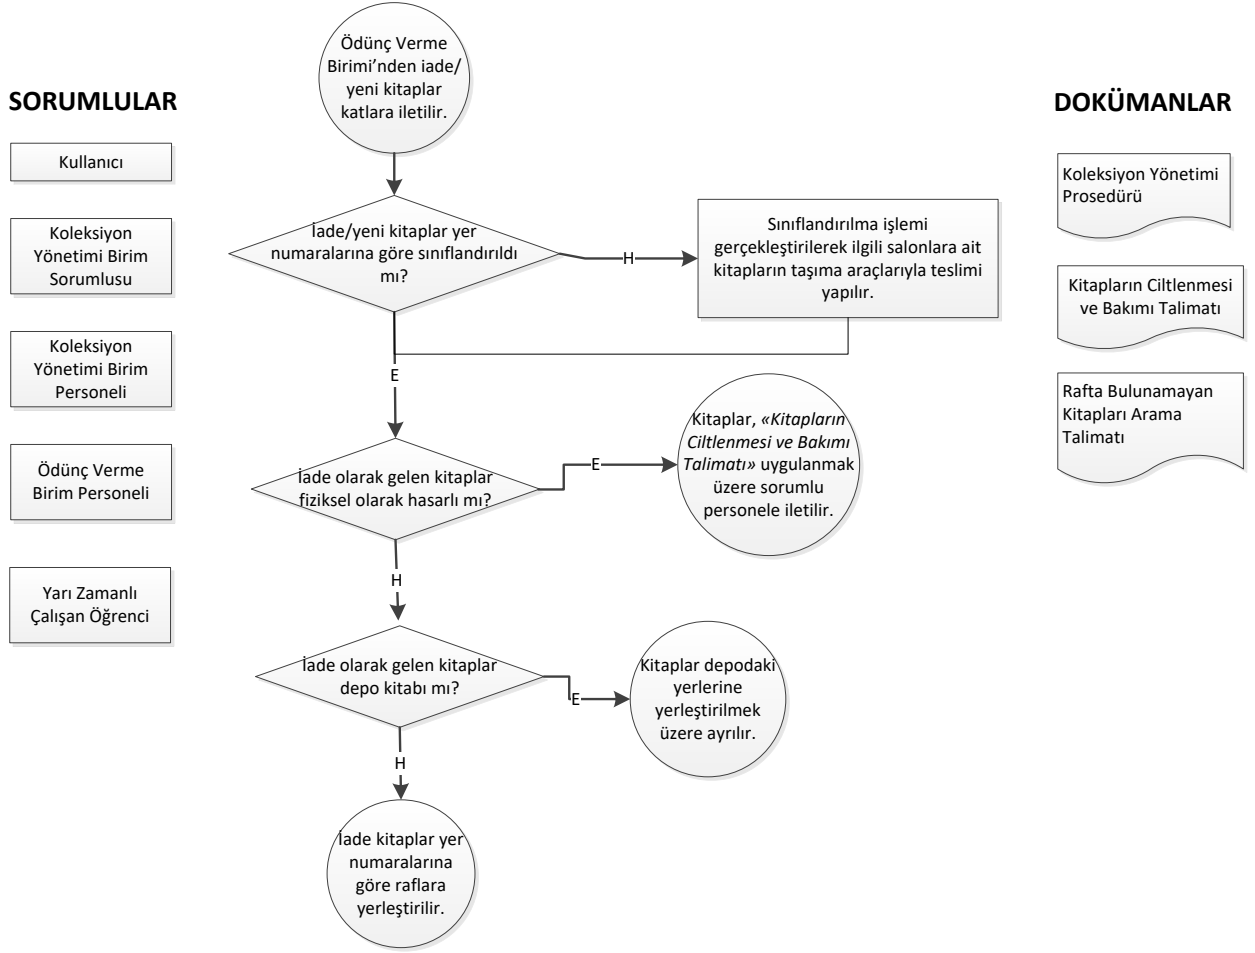 Ödünç Verme
Birimi’nden iade/
yeni kitaplar
katlara iletilir.
SORUMLULAR
Kullanıcı
Koleksiyon
Yönetimi Birim
Sorumlusu
Koleksiyon
Yönetimi Birim
Personeli
Ödünç Verme
Birim Personeli
Yarı Zamanlı
Çalışan Öğrenci
İade/yeni kitaplar yer
numaralarına göre sınıflandırıldı
mı?
H
Sınıflandırılma işlemi
gerçekleştirilerek ilgili salonlara ait
kitapların taşıma araçlarıyla teslimi
yapılır.
E
İade olarak gelen kitaplar
fiziksel olarak hasarlı mı?
E
Kitaplar, «Kitapların
Ciltlenmesi ve Bakımı
Talimatı» uygulanmak
üzere sorumlu
personele iletilir.
H
İade olarak gelen kitaplar
depo kitabı mı?
E
Kitaplar depodaki
yerlerine
yerleştirilmek
üzere ayrılır.
H
İade kitaplar yer
numaralarına
göre raflara
yerleştirilir.
DOKÜMANLAR
Koleksiyon Yönetimi
Prosedürü
Kitapların Ciltlenmesi
ve Bakımı Talimatı
Rafta Bulunamayan
Kitapları Arama
Talimatı